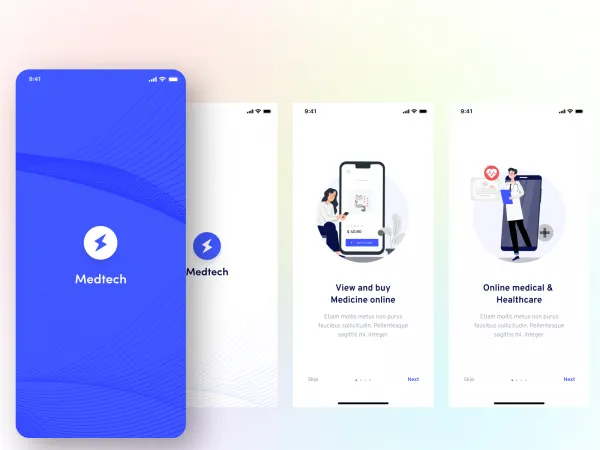 9:41
Medtech
Medtech
9:41
$ 40.60
View and buy
Medicine online
Etiam mollis metus non purus
faucibus sollicitudin. Pellentesque
sagittis mi. Integer
Skip
Next
9:41
Online medical &
Healthcare
Etiam mollis metus non purus
faucibus sollicitudin. Pellentesque
sagittis mi. Integer
Skip
Next